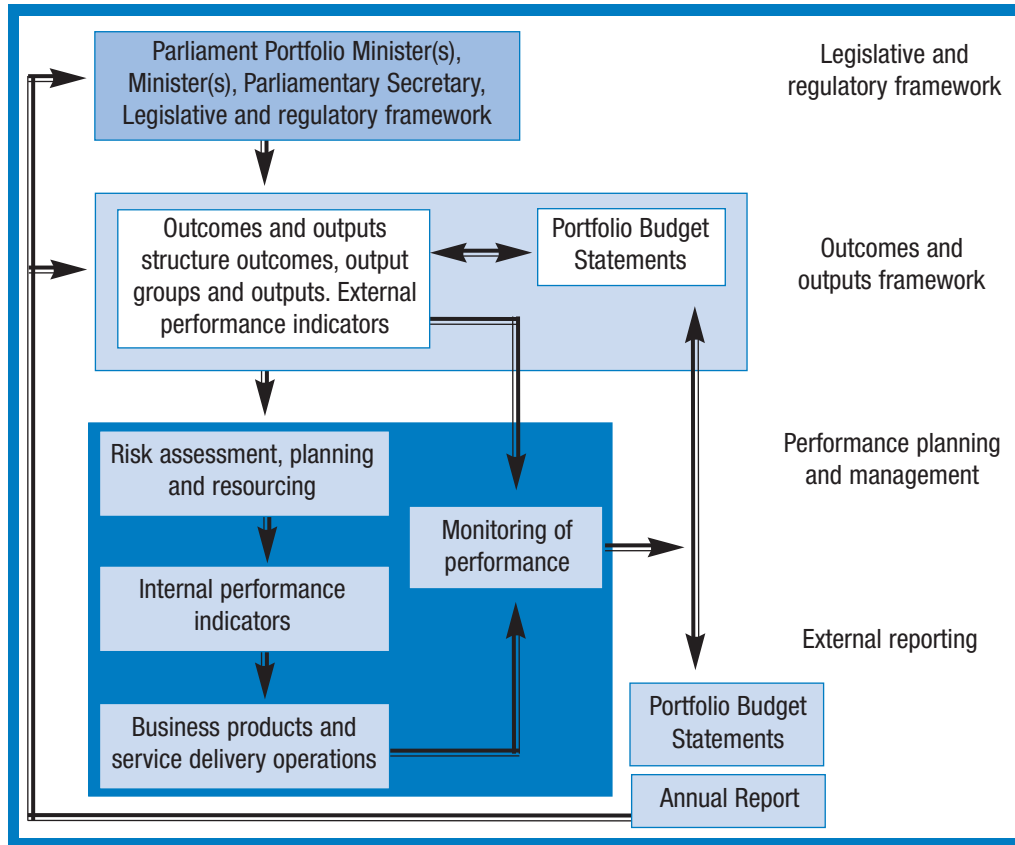 Parliament Portfolio Minister(s),
Minister(s), Parliamentary Secretary,
Legislative and regulatory framework
Legislative and
regulatory framework
Outcomes and outputs
structure outcomes, output
groups and outputs. External
performance indicators
Portfolio Budget
Statements
Outcomes and
outputs framework
Risk assessment, planning
and resourcing
Internal performance
indicators
Business products and
service delivery operations
Monitoring of
performance
Performance planning
and management
External reporting
Portfolio Budget
Statements
Annual Report